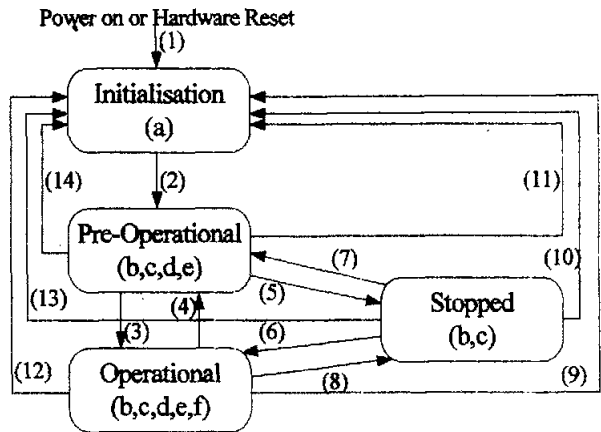 Power on or Hardware Reset
(1)
Initialisation
(a)
(14)
(2)
(11)
Pre-Operational
(b,c,d,e)
(7)
(10)
(13)
(5)
Stopped
(b,c)
(3)
(4)
(6)
(12)
Operational
(b,c,d,e,f)
(8)
(9)